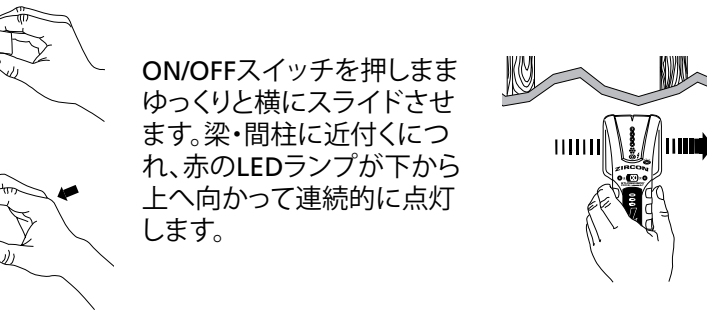 ON/OFFスイッチを押しまま
ゆっくりと横にスライドさせ
ます。梁・間柱に近付くにつ
れ、赤のLEDランプが下から
上へ向かって連続的に点灯
します。
ZIRCON